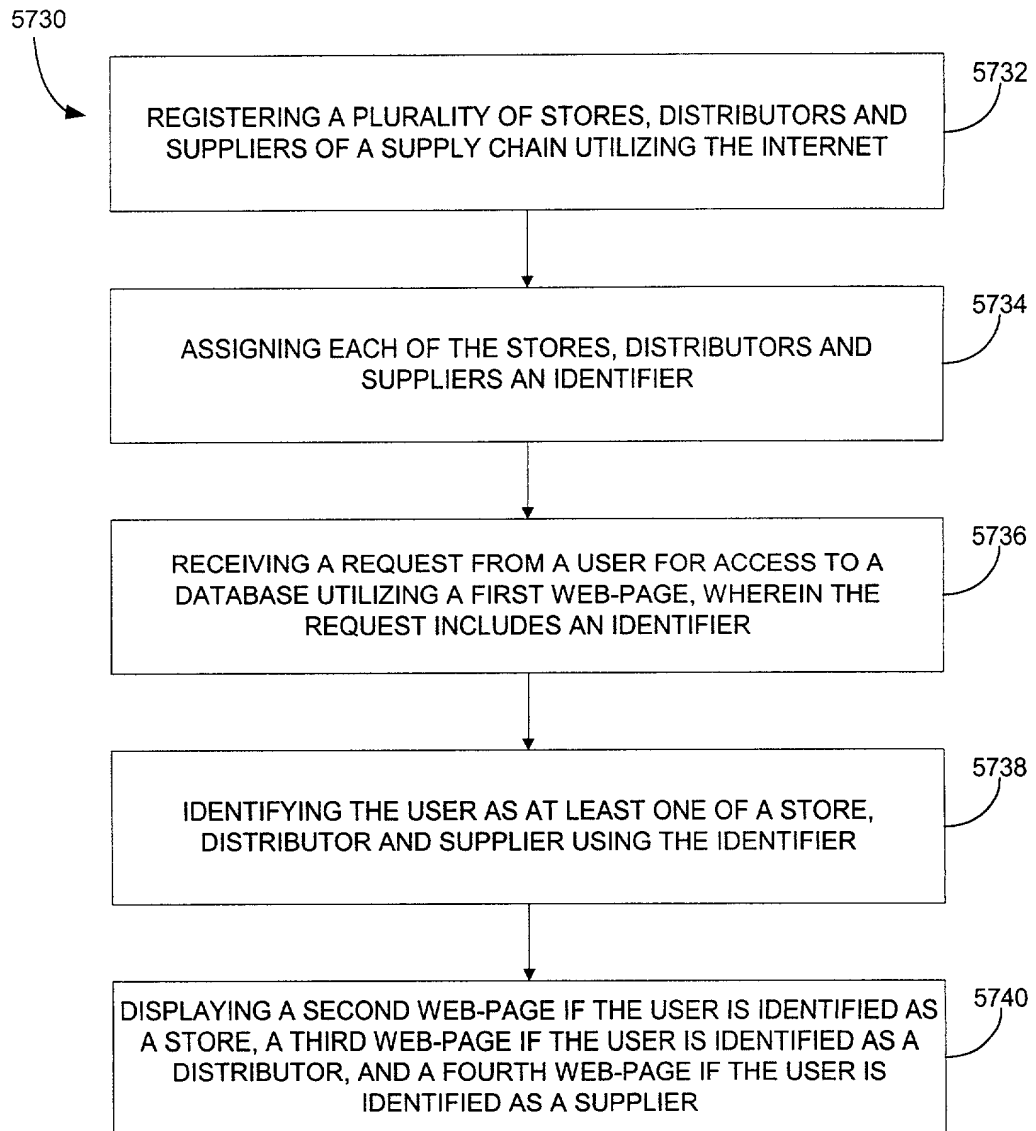 5730
5732
REGISTERING A PLURALITY OF STORES, DISTRIBUTORS AND
SUPPLIERS OF A SUPPLY CHAIN UTILIZING THE INTERNET
5734
ASSIGNING EACH OF THE STORES, DISTRIBUTORS AND
SUPPLIERS AN IDENTIFIER
5736
RECEIVING A REQUEST FROM A USER FOR ACCESS TO A
DATABASE UTILIZING A FIRST WEB-PAGE, WHEREIN THE
REQUEST INCLUDES AN IDENTIFIER
5738
IDENTIFYING THE USER AS AT LEAST ONE OF A STORE,
DISTRIBUTOR AND SUPPLIER USING THE IDENTIFIER
5740
DISPLAYING A SECOND WEB-PAGE IF THE USER IS IDENTIFIED AS
A STORE, A THIRD WEB-PAGE IF THE USER IS IDENTIFIED AS A
DISTRIBUTOR, AND A FOURTH WEB-PAGE IF THE USER IS
IDENTIFIED AS A SUPPLIER